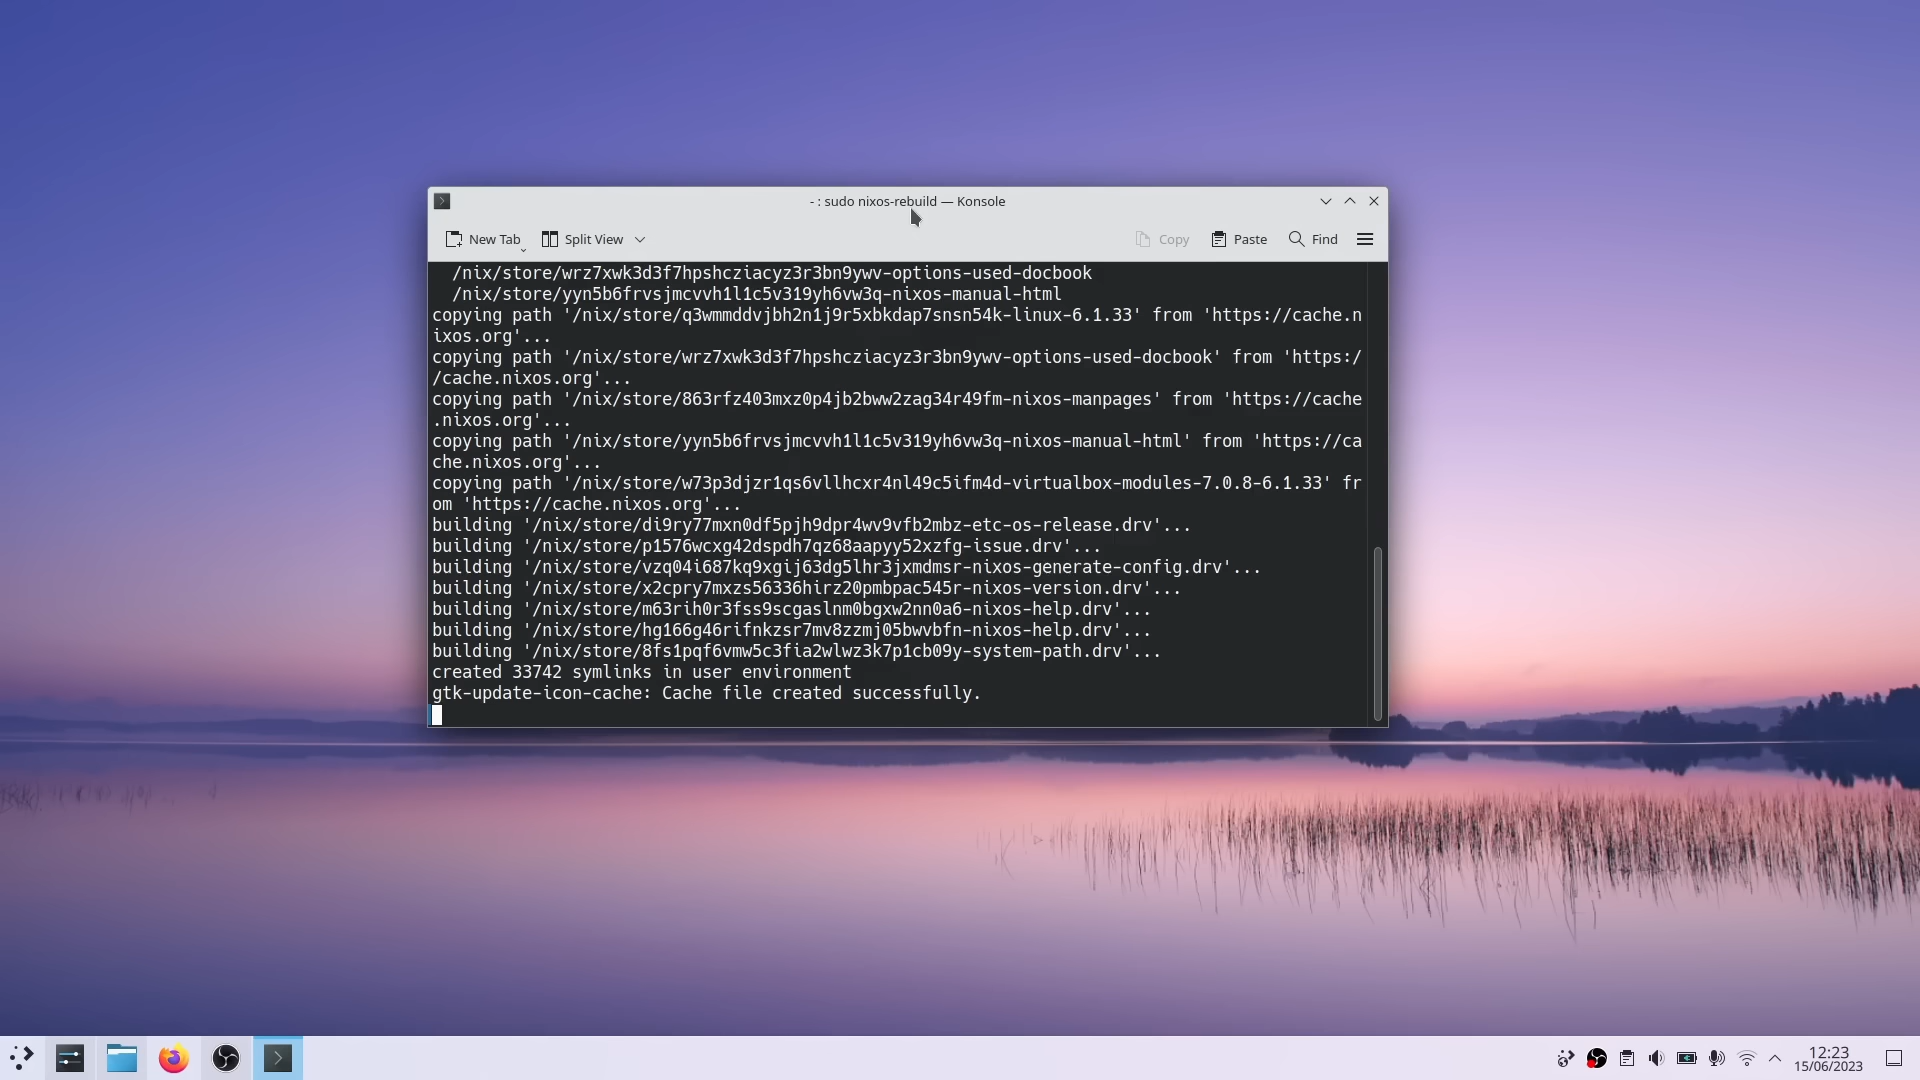 - : sudo nixos-rebuild — Konsole
New Tab Split View Copy Paste Find
/nix/store/wrz7xwk3d3f7hpshcziacyz3r3bn9ywv-options-used-docbook
/nix/store/yyn5b6frvsjmcvvh1l1c5v319yh6vw3q-nixos-manual-html
copying path '/nix/store/q3wmmddvjbh2n1j9r5xbkdap7snsn54k-linux-6.1.33' from 'https://cache.n
ixos.org'...
copying path '/nix/store/wrz7xwk3d3f7hpshcziacyz3r3bn9ywv-options-used-docbook' from 'https:/
/cache.nixos.org'...
copying path '/nix/store/863rfz403mxz0p4jb2bww2zag34r49fm-nixos-manpages' from 'https://cache
.nixos.org'...
copying path '/nix/store/yyn5b6frvsjmcvvh1l1c5v319yh6vw3q-nixos-manual-html' from 'https://ca
che.nixos.org'...
copying path '/nix/store/w73p3djzr1qs6vllhcxr4nl49c5ifm4d-virtualbox-modules-7.0.8-6.1.33' fr
om 'https://cache.nixos.org'...
building '/nix/store/di9ry77mxn0df5pjh9dpr4wv9vfb2mbz-etc-os-release.drv'...
building '/nix/store/p1576wcxg42dspdh7qz68aapyy52xzfg-issue.drv'...
building '/nix/store/vzq04i687kq9xgij63dg5lhr3jxmdmsr-nixos-generate-config.drv'...
building '/nix/store/x2cpry7mxzs56336hirz20pmbpac545r-nixos-version.drv'...
building '/nix/store/m63rih0r3fss9scgaslnm0bgxw2nn0a6-nixos-help.drv'...
building '/nix/store/hg166g46rifnkzsr7mv8zzmj05bwvbfn-nixos-help.drv'...
building '/nix/store/8fs1pqf6vmw5c3fia2wlwz3k7p1cb09y-system-path.drv'...
created 33742 symlinks in user environment
gtk-update-icon-cache: Cache file created successfully.
12:23
15/06/2023